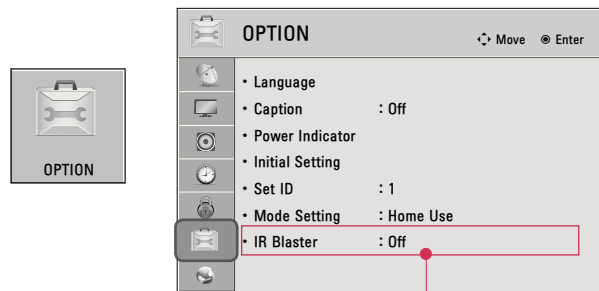 OPTION
OPTION
Move Enter
• Language
• Caption : Off
• Power Indicator
• Initial Setting
• Set ID : 1
• Mode Setting : Home Use
• IR Blaster : Off